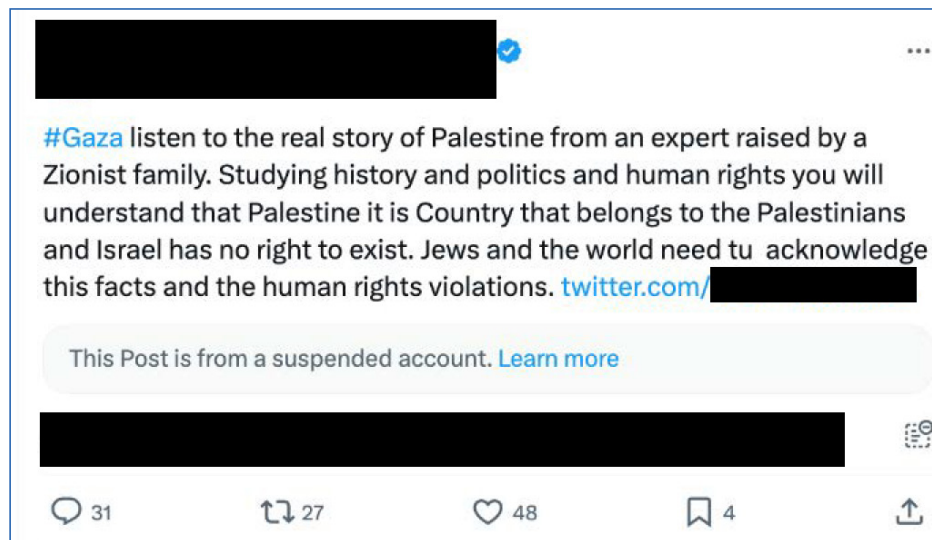 #Gaza listen to the real story of Palestine from an expert raised by a
Zionist family. Studying history and politics and human rights you will
understand that Palestine it is Country that belongs to the Palestinians
and Israel has no right to exist. Jews and the world need tu  acknowledge
this facts and the human rights violations. twitter.com/
This Post is from a suspended account. Learn more
31 27 48 4